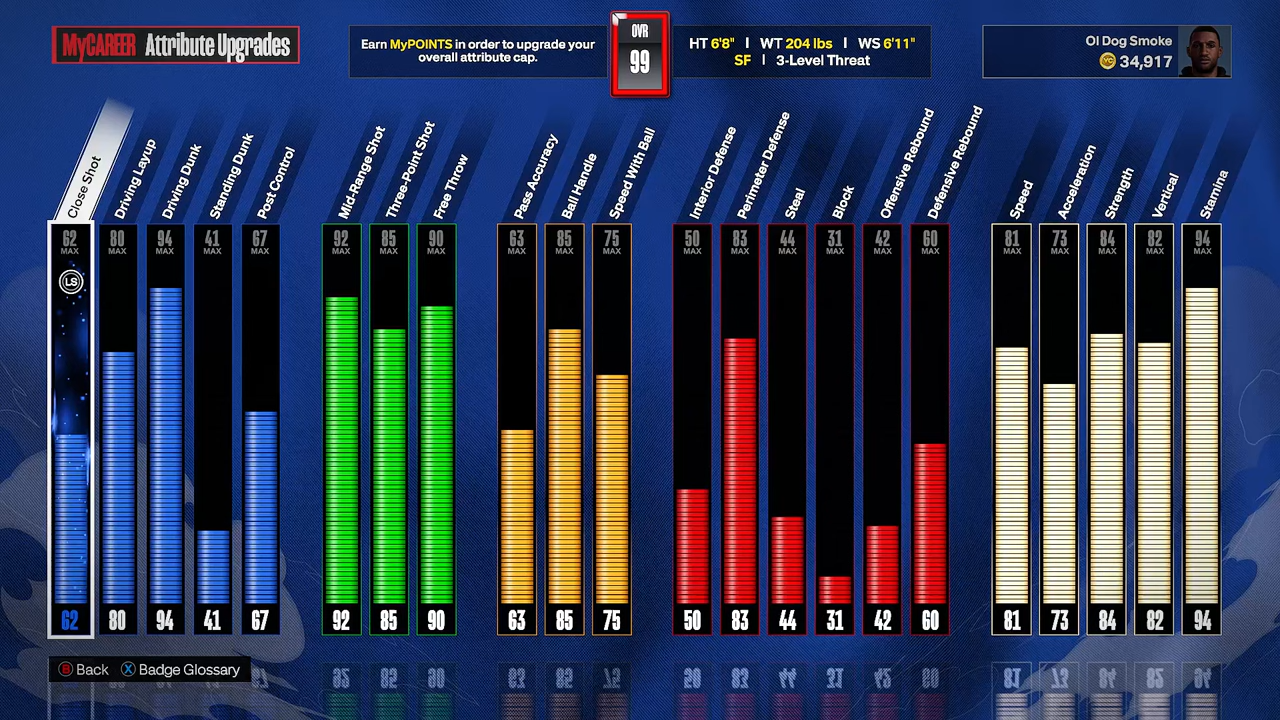 MyCAREER Attribute Upgrades
Earn MyPOINTS in order to upgrade your
overall attribute cap.
OVR
99
HT 6'8" | WT 204 lbs | WS 6'11"
SF | 3-Level Threat
Ol Dog Smoke
VC 34,917
Close Shot
Driving Layup
Driving Dunk
Standing Dunk
Post Control
Mid-Range Shot
Three-Point Shot
Free Throw
Pass Accuracy
Ball Handle
Speed With Ball
Interior Defense
Perimeter Defense
Steal
Block
Offensive Rebound
Defensive Rebound
Speed
Acceleration
Strength
Vertical
Stamina
62 80 94 41 67 92 85 90 63 85 75 50 83 44 31 42 60 81 73 84 82 94
MAX MAX MAX MAX MAX MAX MAX MAX MAX MAX MAX MAX MAX MAX MAX MAX MAX MAX MAX MAX MAX MAX
LS
62 80 94 41 67 92 85 90 63 85 75 50 83 44 31 42 60 81 73 84 82 94
B Back X Badge Glossary